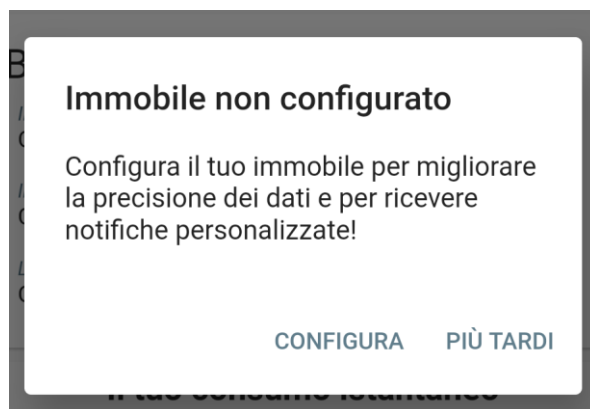 Immobile non configurato
Configura il tuo immobile per migliorare
la precisione dei dati e per ricevere
notifiche personalizzate!
CONFIGURA PIÙ TARDI